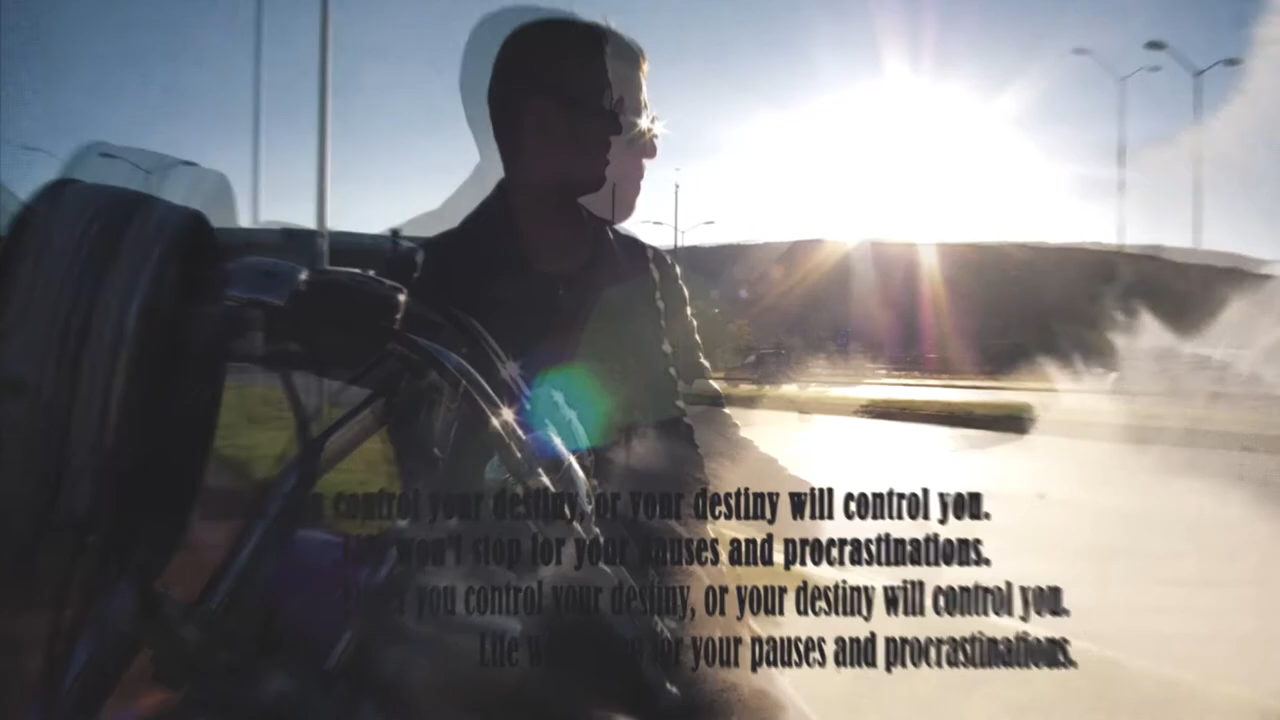 control your destiny, or your destiny will control you.
won't stop for your pauses and procrastinations.
you control your destiny, or your destiny will control you.
Life for your pauses and procrastinations.